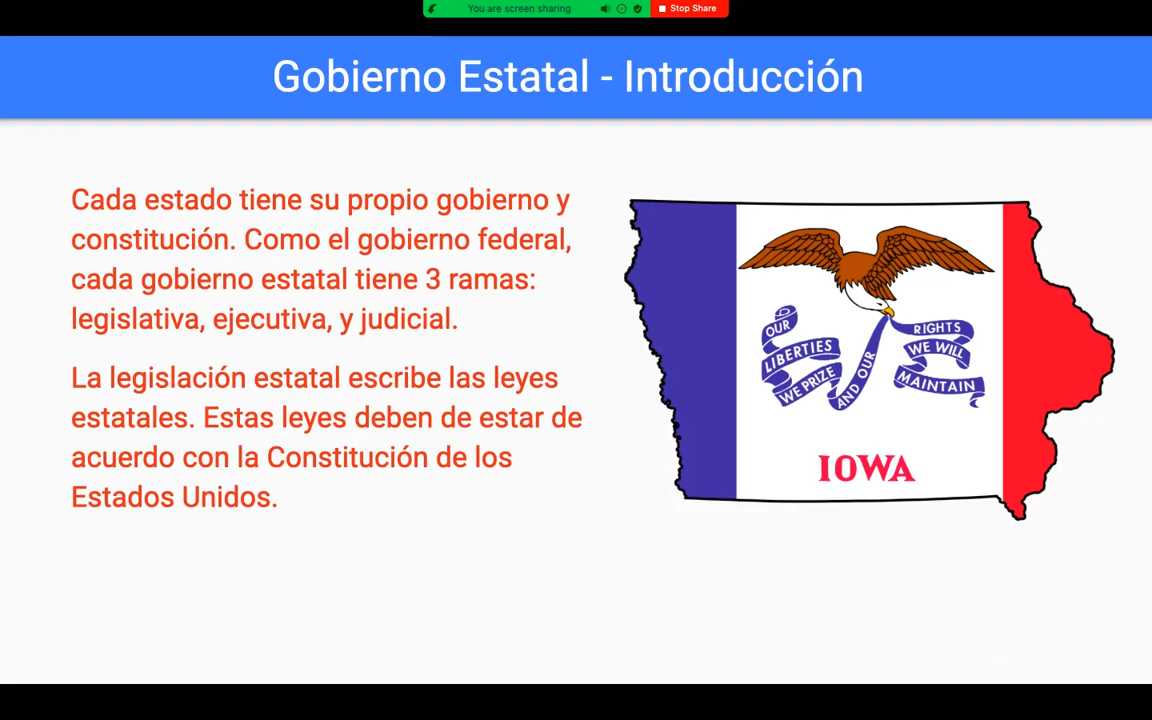 You are screen sharing
Stop Share
Gobierno Estatal - Introducción
Cada estado tiene su propio gobierno y
constitución. Como el gobierno federal,
cada gobierno estatal tiene 3 ramas:
legislativa, ejecutiva, y judicial.
La legislación estatal escribe las leyes
estatales. Estas leyes deben de estar de
acuerdo con la Constitución de los
Estados Unidos.
OUR
LIBERTIES
WE PRIZE
AND OUR
RIGHTS
WE WILL
MAINTAIN
IOWA